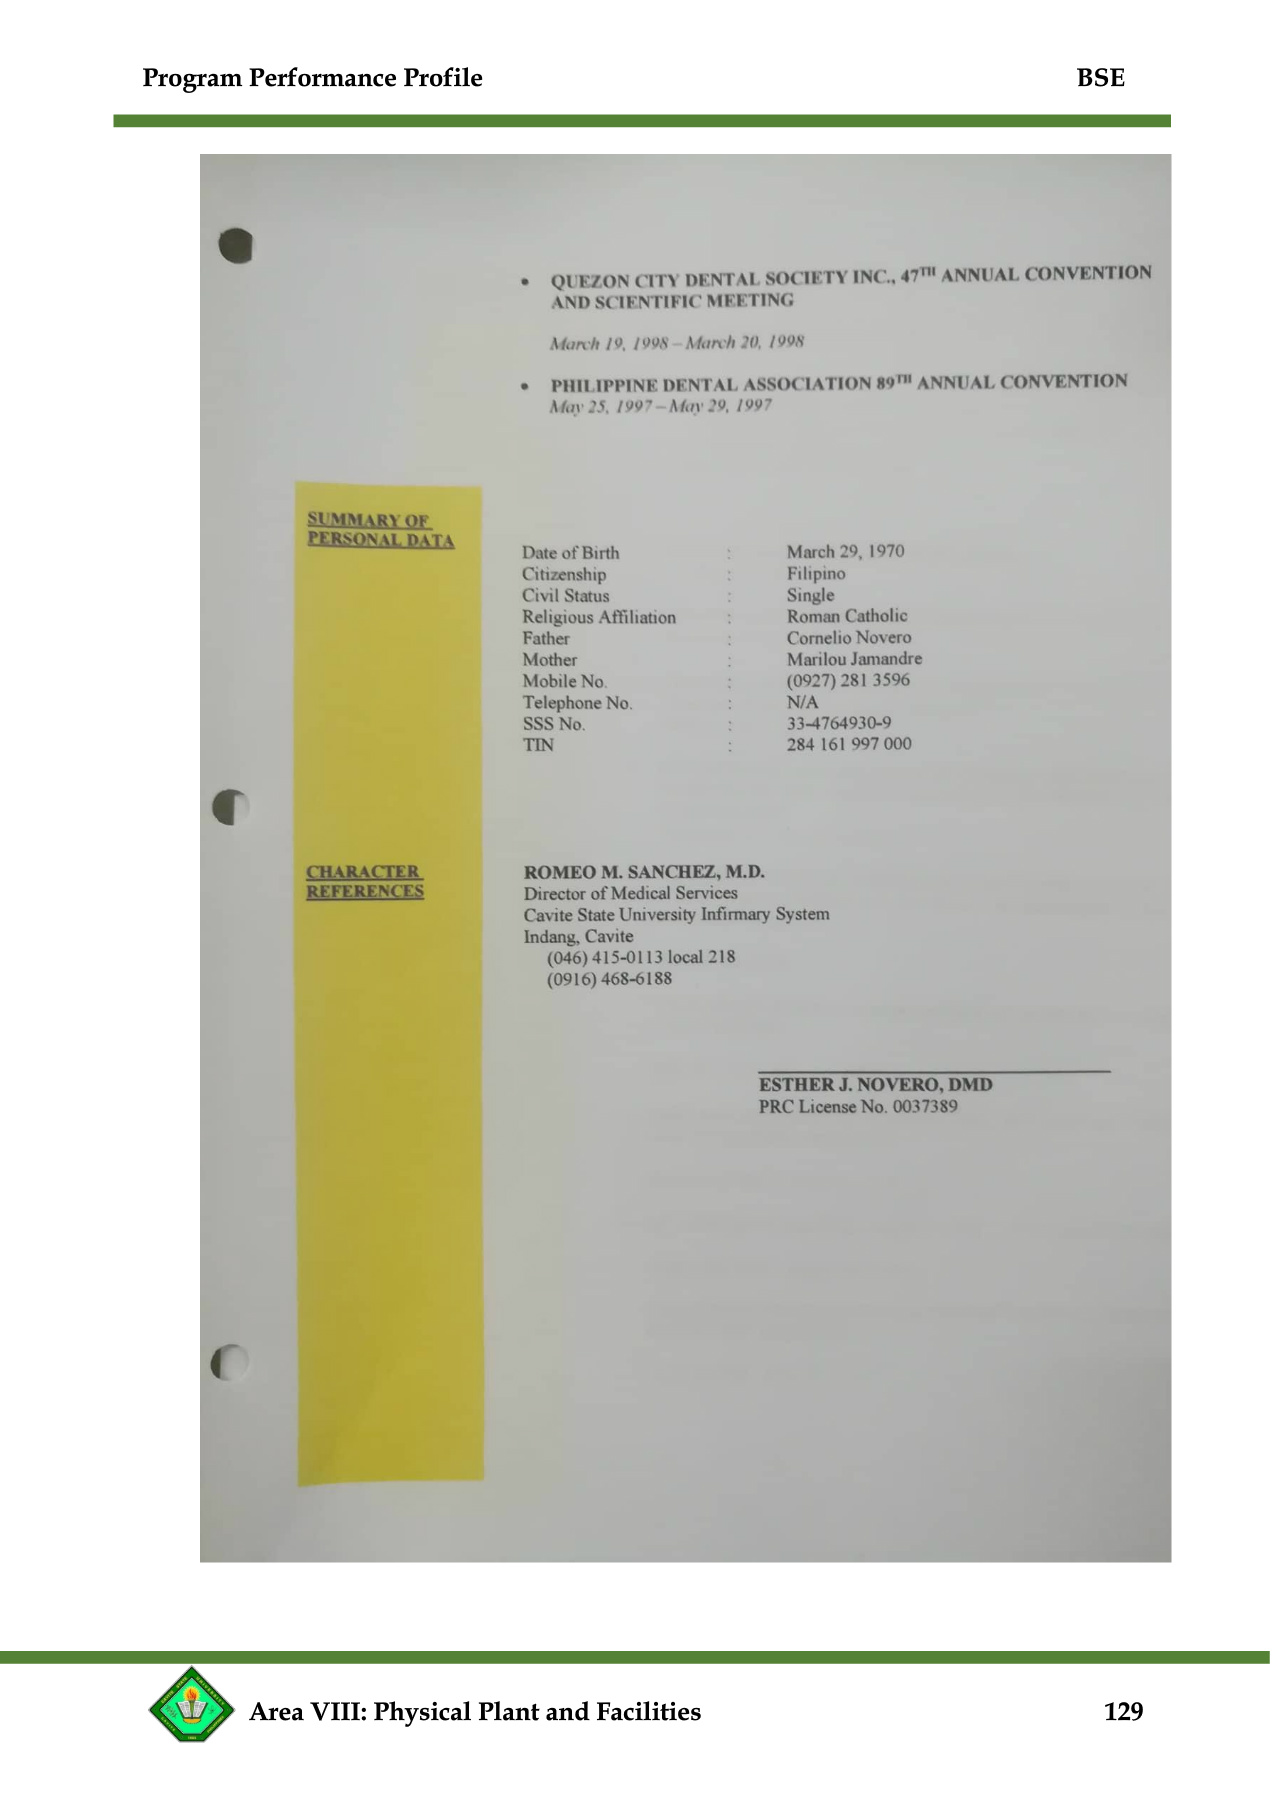 Program Performance Profile BSE
• QUEZON CITY DENTAL SOCIETY INC., 47TH ANNUAL CONVENTION
AND SCIENTIFIC MEETING
March 19, 1998 – March 20, 1998
• PHILIPPINE DENTAL ASSOCIATION 89TH ANNUAL CONVENTION
May 25, 1997 – May 29, 1997
SUMMARY OF
PERSONAL DATA
Date of Birth : March 29, 1970
Citizenship : Filipino
Civil Status : Single
Religious Affiliation : Roman Catholic
Father : Cornelio Novero
Mother : Marilou Jamandre
Mobile No. : (0927) 281 3596
Telephone No. : N/A
SSS No. : 33-4764930-9
TIN : 284 161 997 000
CHARACTER
REFERENCES
ROMEO M. SANCHEZ, M.D.
Director of Medical Services
Cavite State University Infirmary System
Indang, Cavite
(046) 415-0113 local 218
(0916) 468-6188
ESTHER J. NOVERO, DMD
PRC License No. 0037389
Area VIII: Physical Plant and Facilities 129